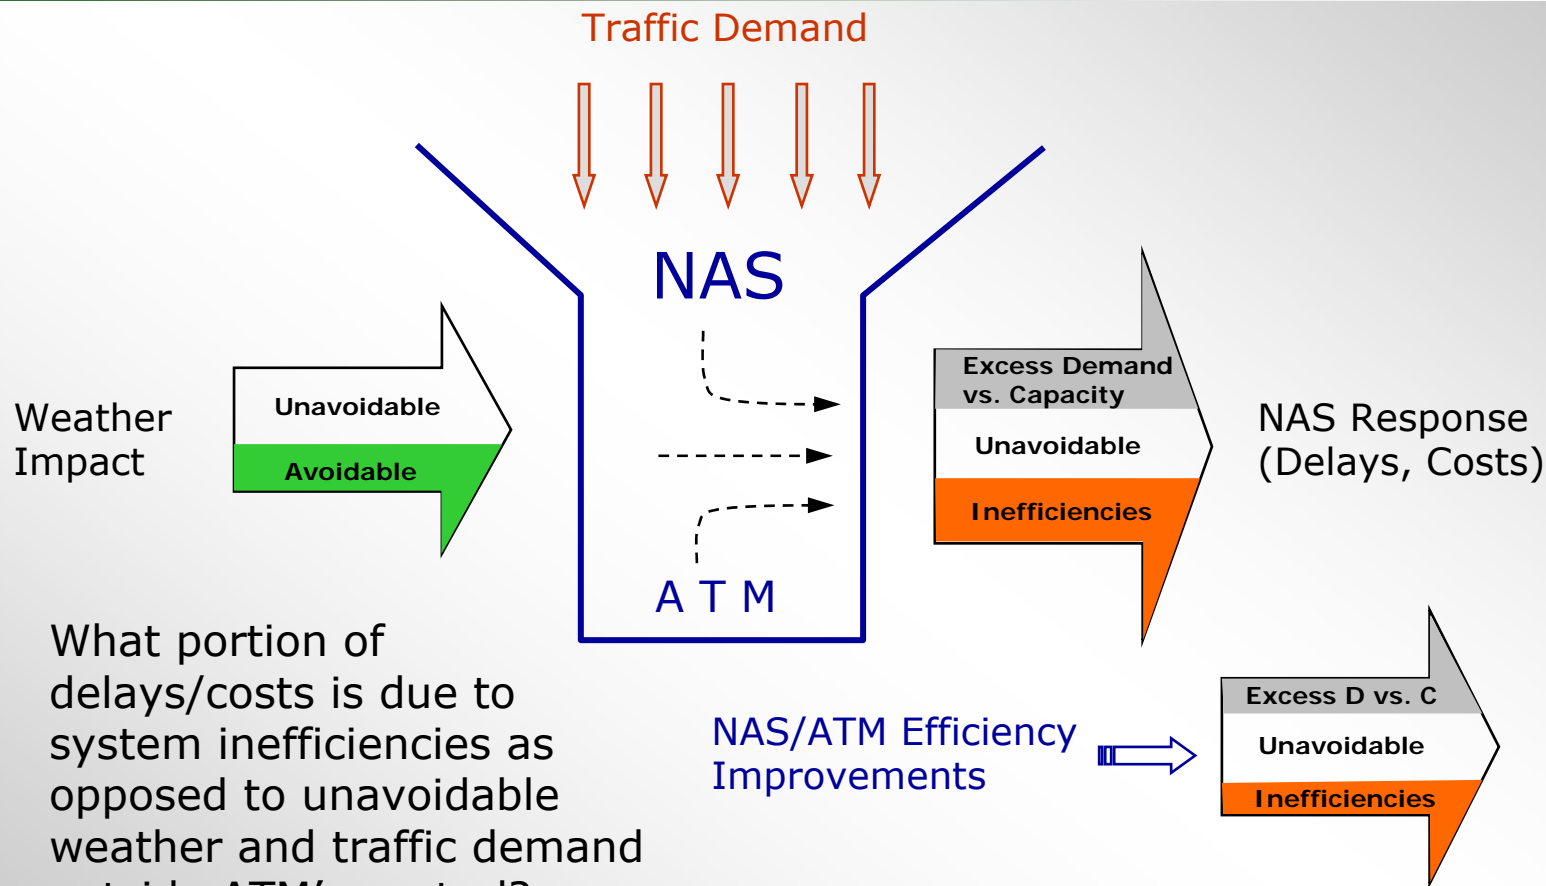 Traffic Demand
NAS
Excess Demand
vs. Capacity
Unavoidable
Inefficiencies
Weather
Impact
Unavoidable
Avoidable
NAS Response
(Delays, Costs)
A T M
What portion of
delays/costs is due to
system inefficiencies as
opposed to unavoidable
weather and traffic demand
NAS/ATM Efficiency
Improvements
Excess D vs. C
Unavoidable
Inefficiencies